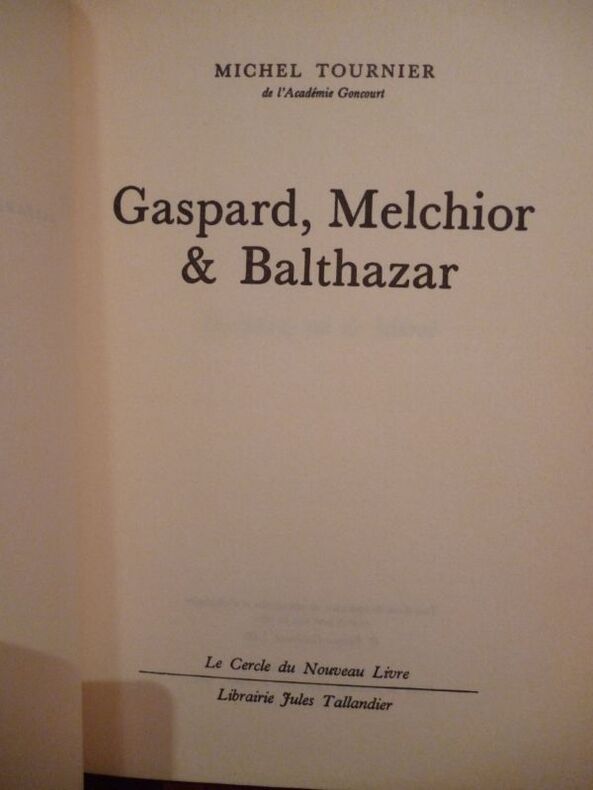 MICHEL TOURNIER
de l'Académie Goncourt
Gaspard, Melchior
& Balthazar
Le Cercle du Nouveau Livre
Librairie Jules Tallandier